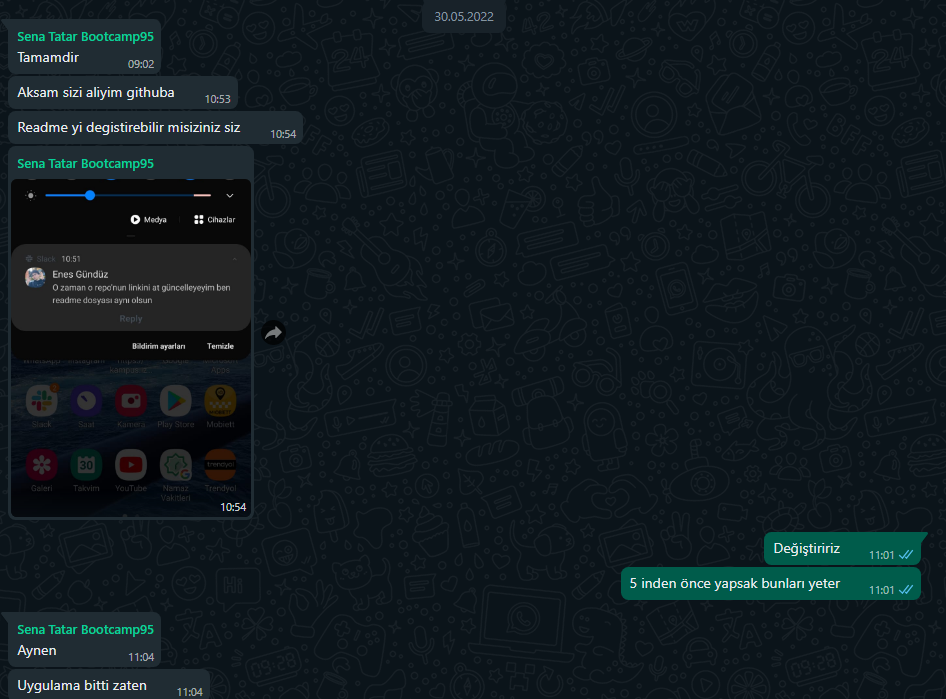 30.05.2022
Sena Tatar Bootcamp95
Tamamdir
09:02
Aksam sizi aliyim githuba
10:53
Readme yi degistirebilir misiziniz siz
10:54
Sena Tatar Bootcamp95
Medya
Cihazlar
Slack 10:51
Enes Gündüz
O zaman o repo'nun linkini at güncelleyeyim ben
readme dosyası aynı olsun
Reply
Bildirim ayarları
Temizle
Slack
Saat
Kamera
Play Store
Mobiett
30
trendyol
Galeri
Takvim
YouTube
Namaz
Vakitleri
Trendyol
10:54
Değiştiririz
11:01
5 inden önce yapsak bunları yeter
11:01
Sena Tatar Bootcamp95
Aynen
11:04
Uygulama bitti zaten
11:04